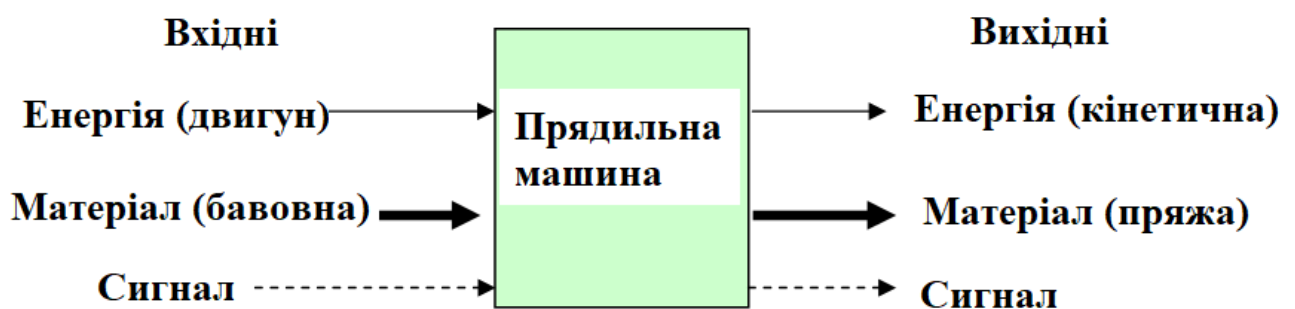 Вхідні
Вихідні
Енергія (двигун)
Прядильна
машина
Енергія (кінетична)
Матеріал (бавовна)
Матеріал (пряжа)
Сигнал
Сигнал